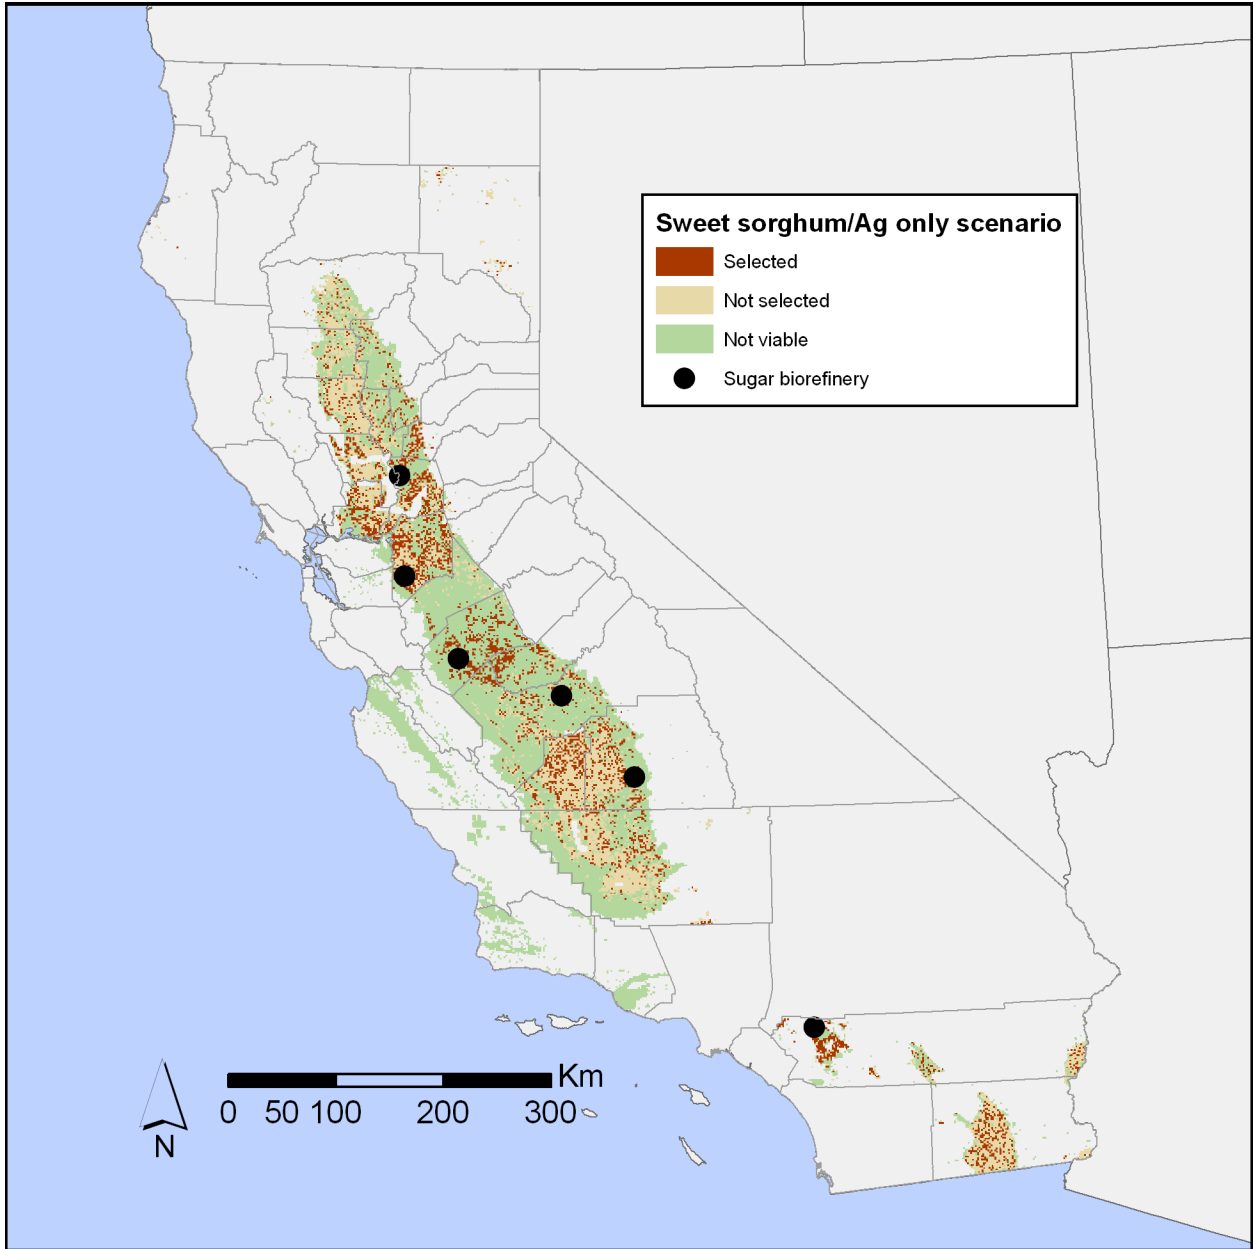 Sweet sorghum/Ag only scenario
Selected
Not selected
Not viable
Sugar biorefinery
Km
0 50 100 200 300
N